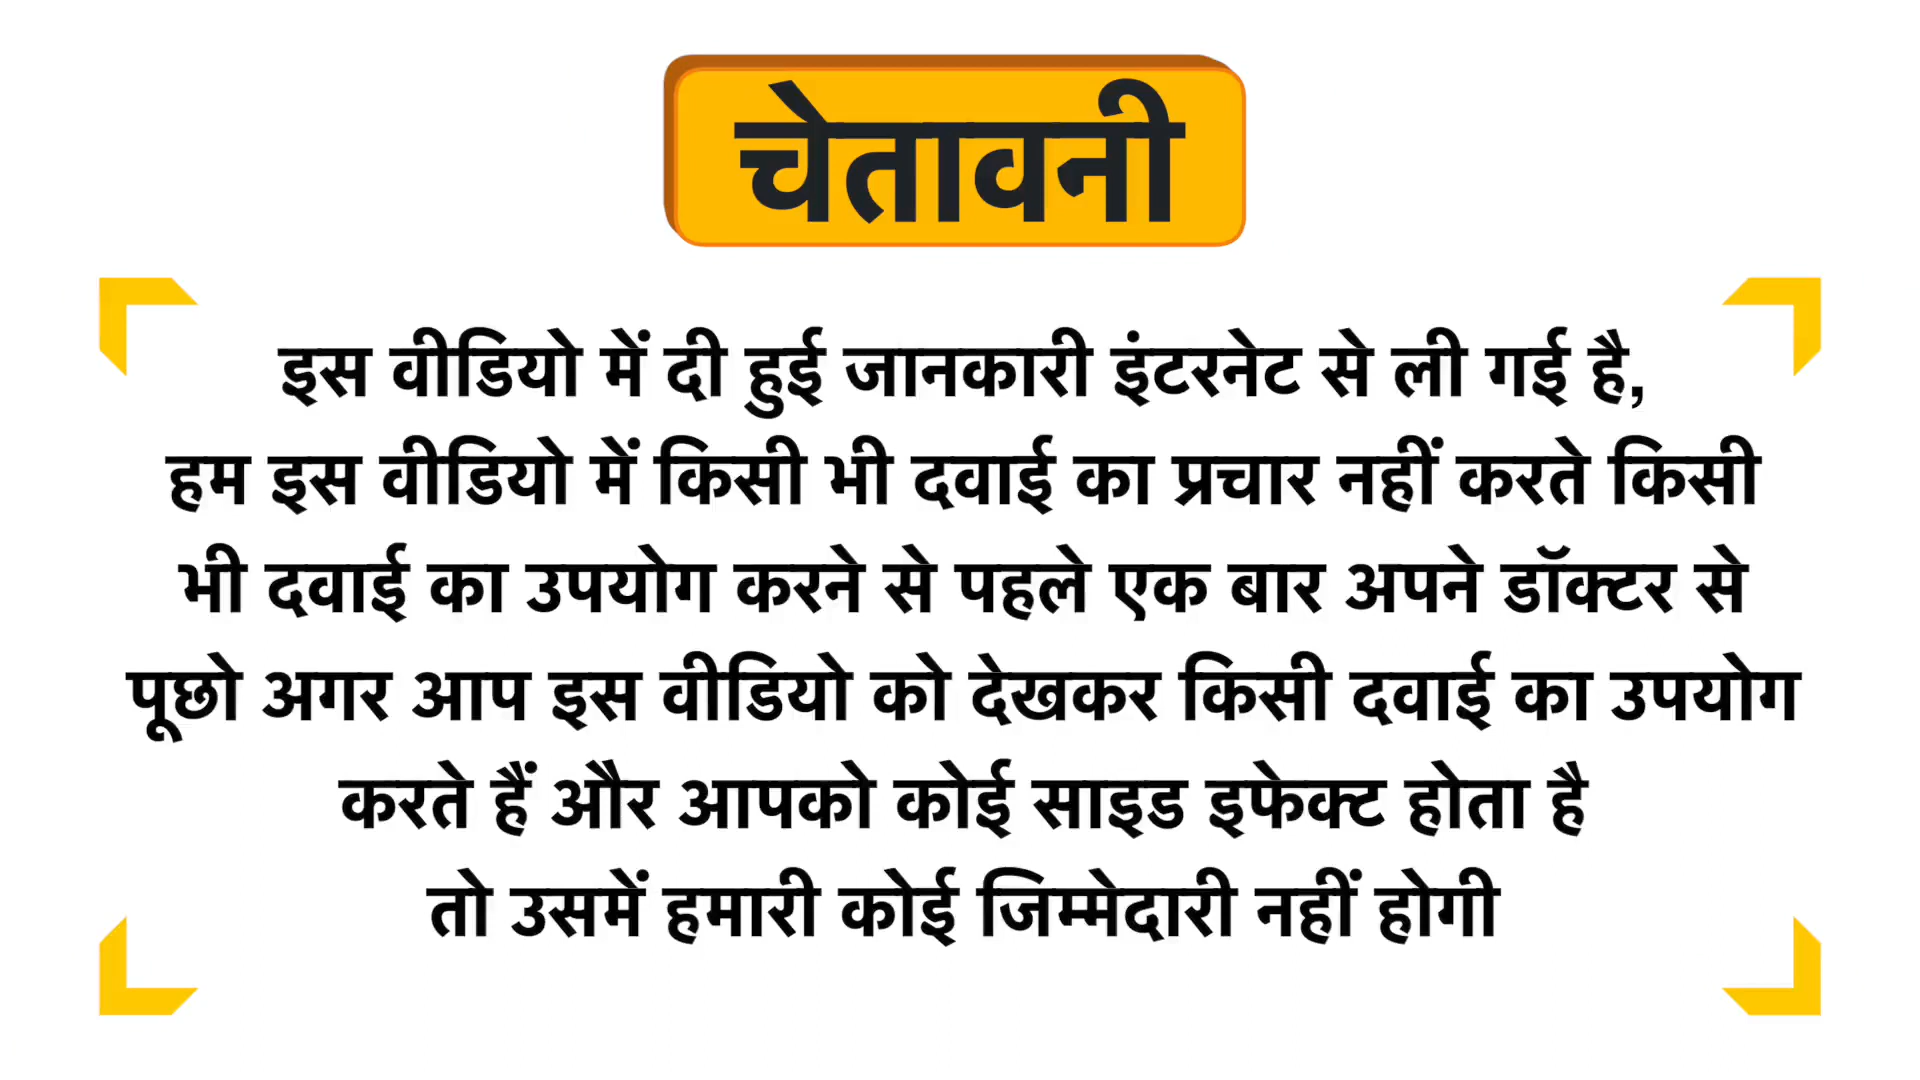 चेतावनी
इस वीडियो में दी हुई जानकारी इंटरनेट से ली गई है,
हम इस वीडियो में किसी भी दवाई का प्रचार नहीं करते किसी
भी दवाई का उपयोग करने से पहले एक बार अपने डॉक्टर से
पूछो अगर आप इस वीडियो को देखकर किसी दवाई का उपयोग
करते हैं और आपको कोई साइड इफेक्ट होता है
तो उसमें हमारी कोई जिम्मेदारी नहीं होगी